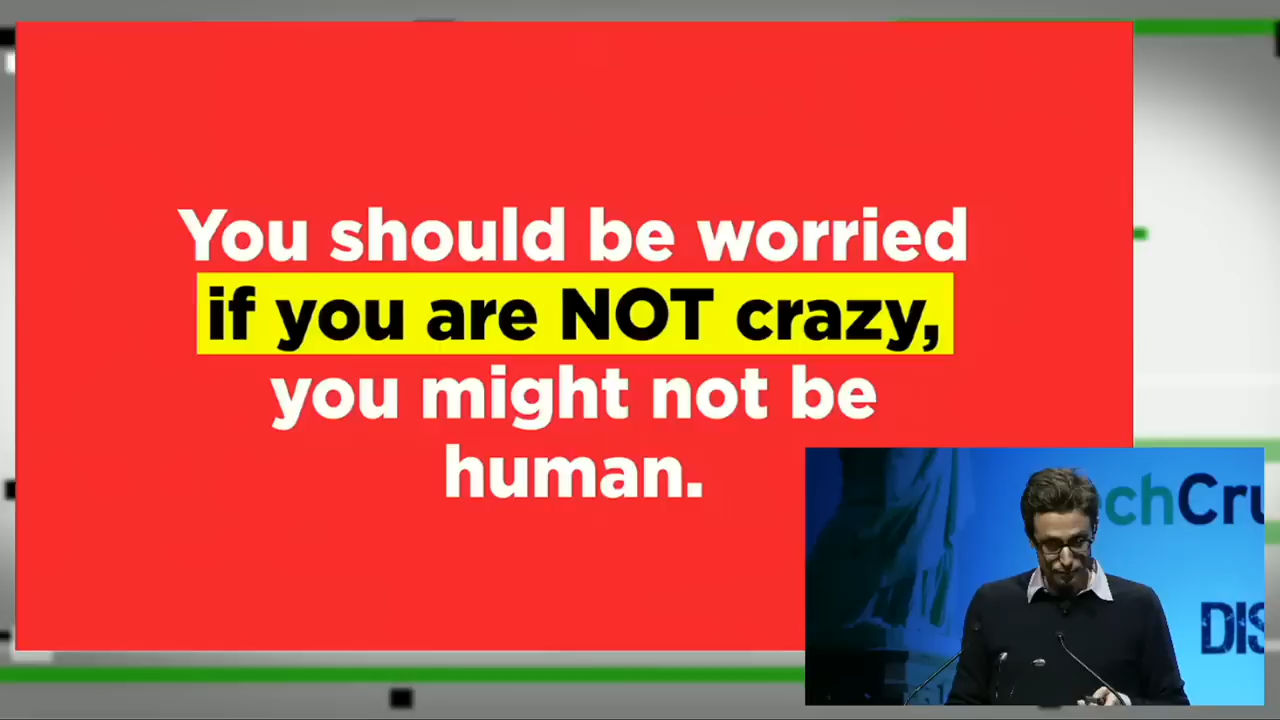 You should be worried
if you are NOT crazy,
you might not be
human.
chCru
DIS